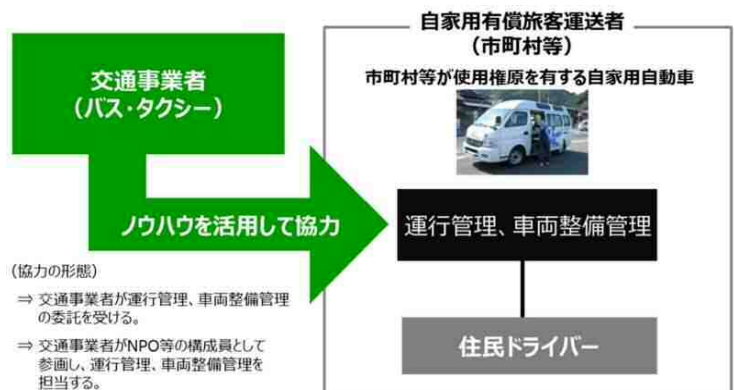 自家用有償旅客運送者
（市町村等）
交通事業者
（バス・タクシー）
市町村等が使用権原を有する自家用自動車
ノウハウを活用して協力
運行管理、車両整備管理
（協力の形態）
⇒ 交通事業者が運行管理、車両整備管理
の委託を受ける。
⇒ 交通事業者がNPO等の構成員として
参画し、運行管理、車両整備管理を
担当する。
住民ドライバー